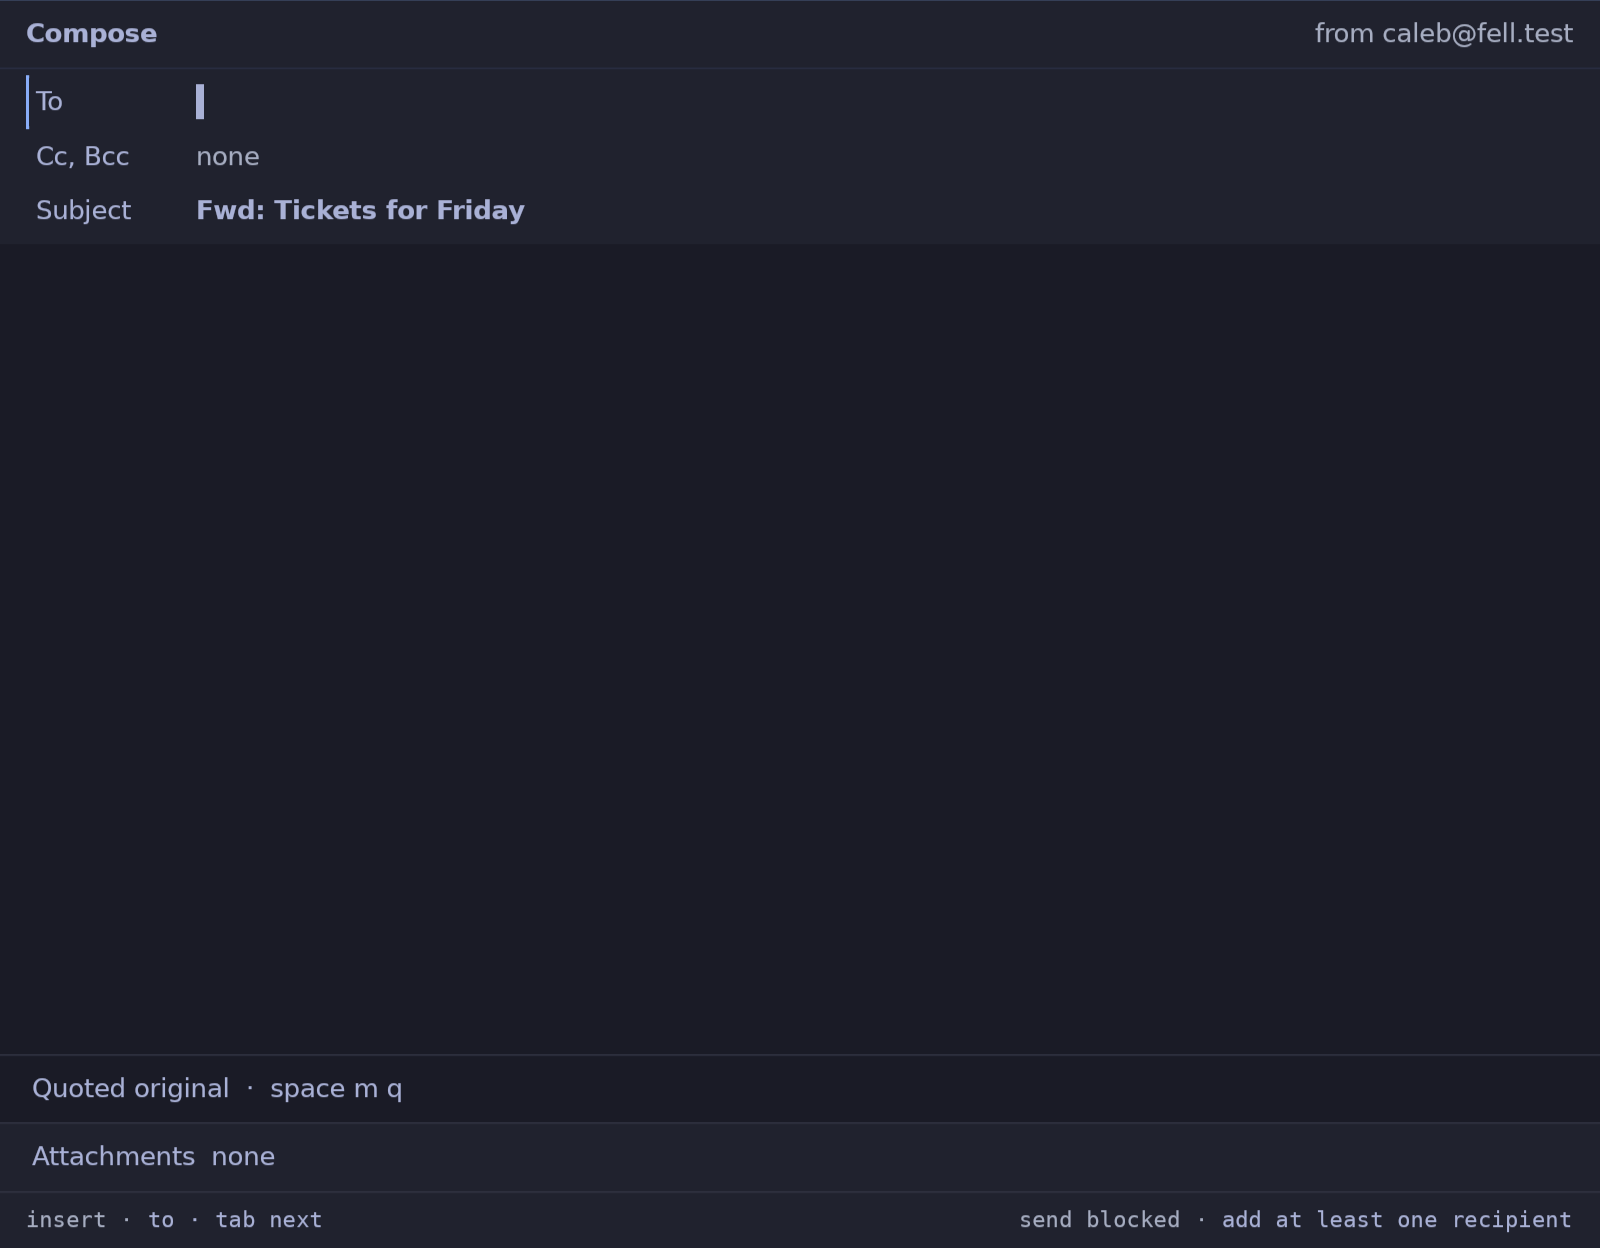 Compose
from caleb@fell.test
To
Cc, Bcc none
Subject Fwd: Tickets for Friday
Quoted original · space m q
Attachments none
insert · to · tab next
send blocked · add at least one recipient